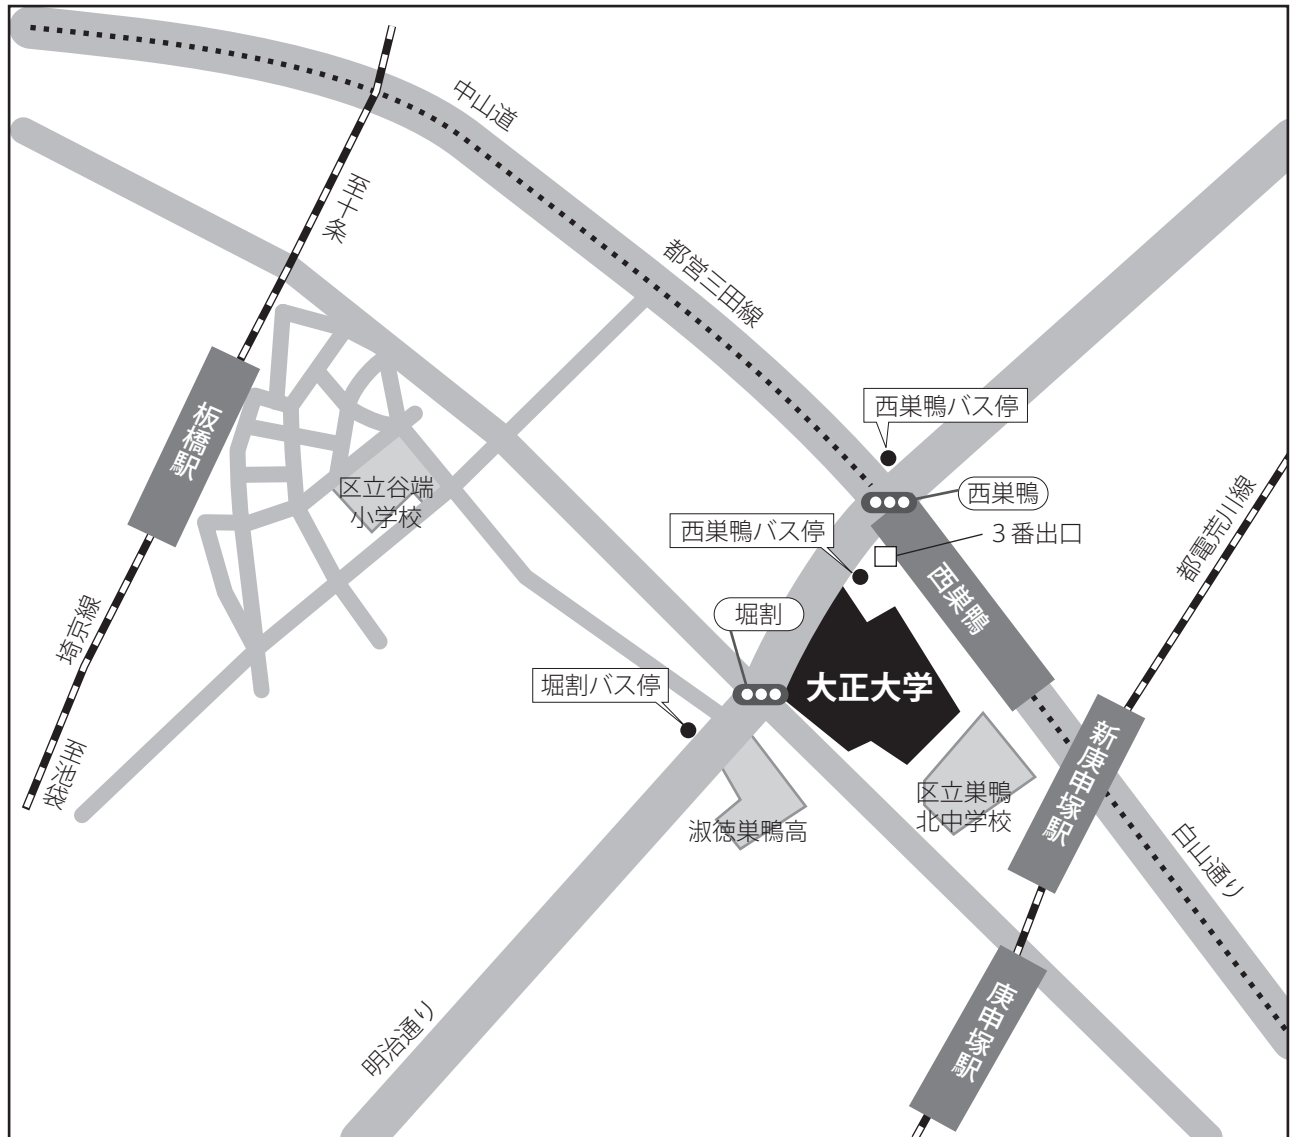 中山道
至十条
都営三田線
西巣鴨バス停
板橋駅
西巣鴨
都電荒川線
区立谷端
小学校
西巣鴨バス停
３番出口
西巣鴨
堀割
埼京線
堀割バス停
大正大学
新庚申塚駅
至池袋
区立巣鴨
北中学校
淑徳巣鴨高
白山通り
庚申塚駅
明治通り